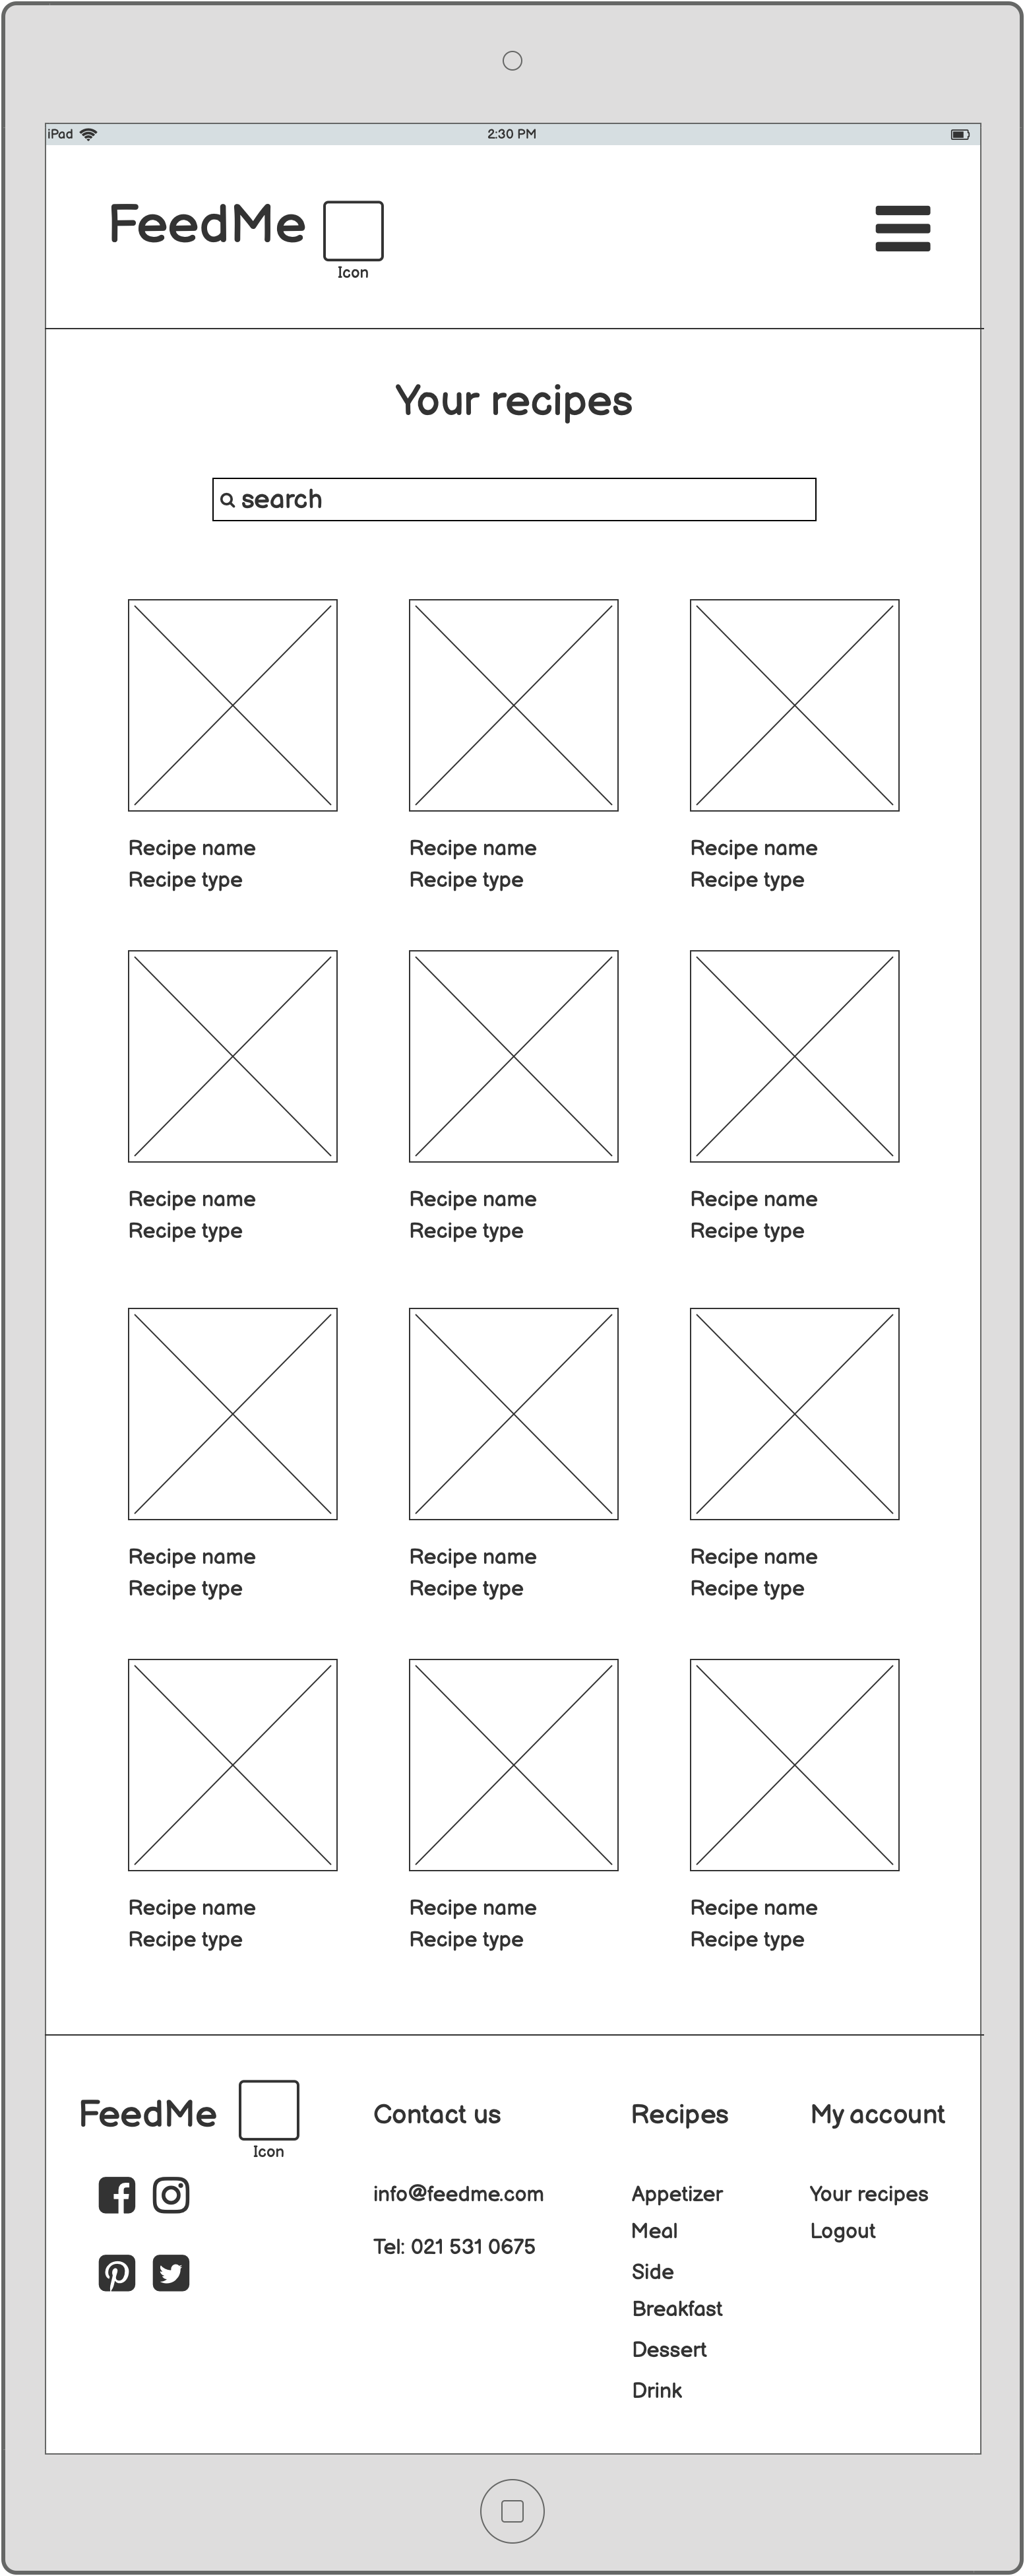 iPad 2:30 PM
FeedMe
Icon
Your recipes
search
Recipe name Recipe name Recipe name
Recipe type Recipe type Recipe type
Recipe name Recipe name Recipe name
Recipe type Recipe type Recipe type
Recipe name Recipe name Recipe name
Recipe type Recipe type Recipe type
Recipe name Recipe name Recipe name
Recipe type Recipe type Recipe type
FeedMe
Icon
Contact us
info@feedme.com
Tel: 021 531 0675
Recipes
Appetizer
Meal
Side
Breakfast
Dessert
Drink
My account
Your recipes
Logout